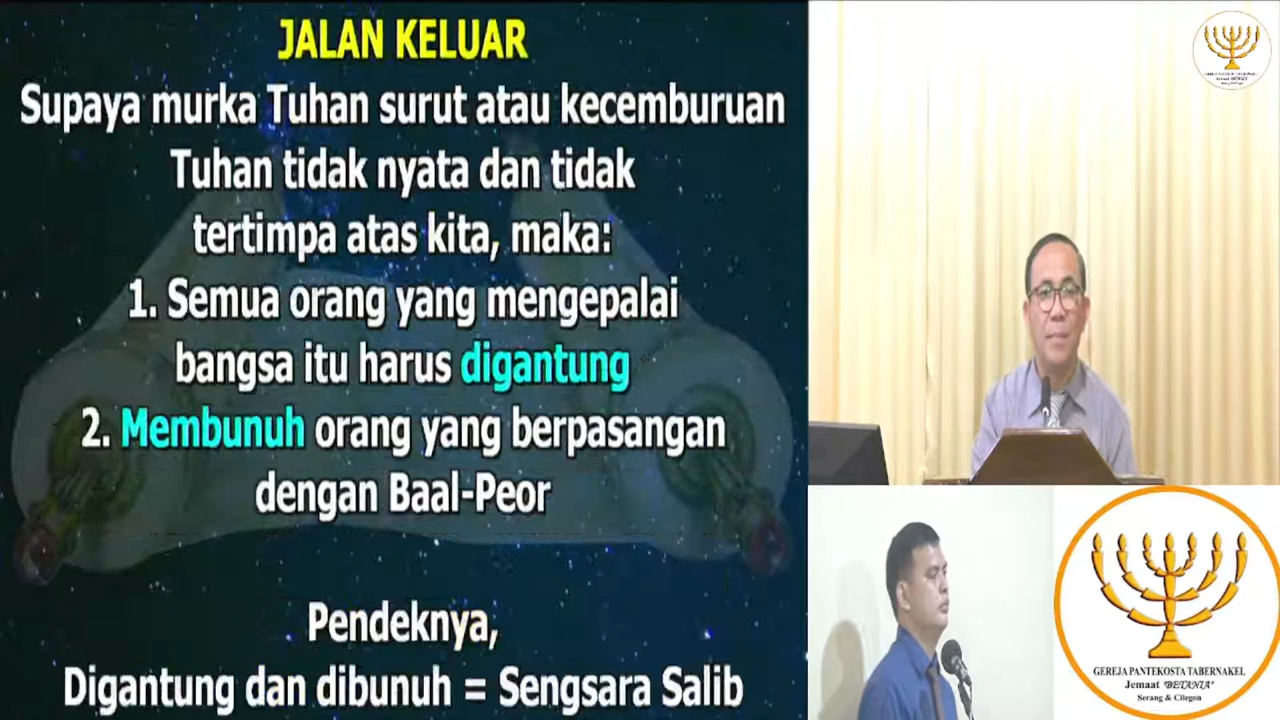 JALAN KELUAR
Supaya murka Tuhan surut atau kecemburuan
Tuhan tidak nyata dan tidak
tertimpa atas kita, maka:
1. Semua orang yang mengepalai
bangsa itu harus digantung
2. Membunuh orang yang berpasangan
dengan Baal-Peor
Pendeknya,
Digantung dan dibunuh = Sengsara Salib
GEREJA PANTEKOSTA TABERNAKEL
Jemaat "BETANIA"
Serang & Cilegon